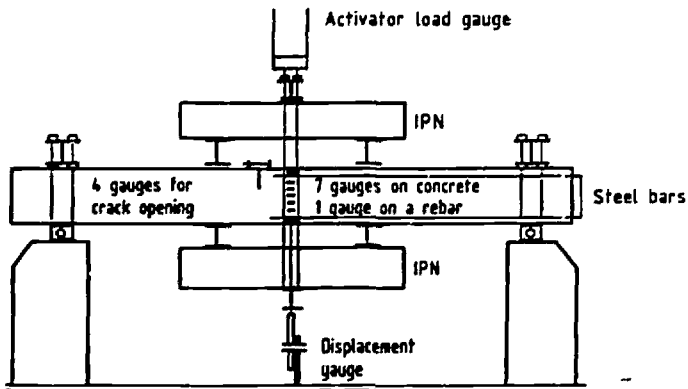 Activator load gauge
IPN
4 gauges for
crack opening
7 gauges on concrete
1 gauge on a rebar
Steel bars
IPN
Displacement
gauge